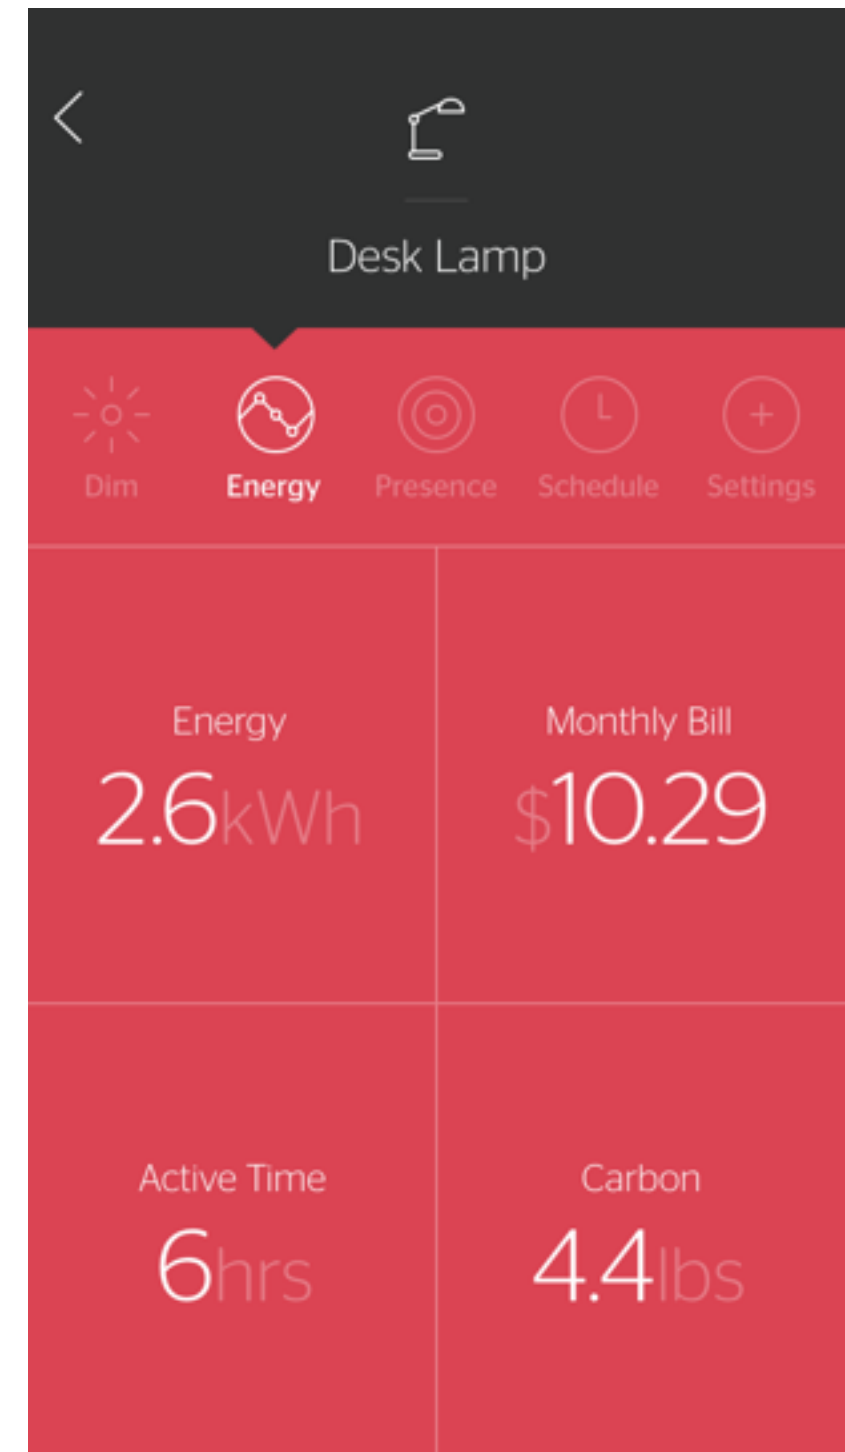 Desk Lamp
Dim Energy Presence Schedule Settings
Energy
2.6kWh
Monthly Bill
$10.29
Active Time
6hrs
Carbon
4.4lbs